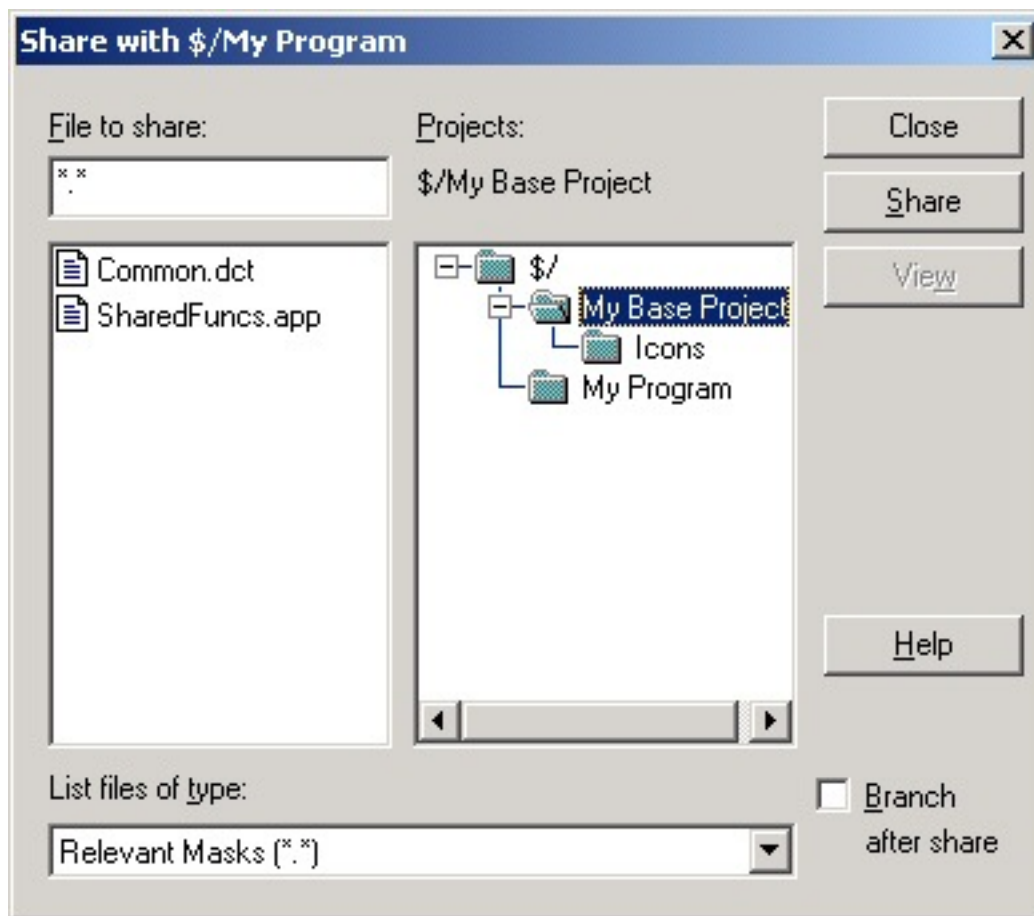 Share with $/My Program
File to share:
Projects:
Close
*.*
$/My Base Project
Share
Common.dct
$/
View
SharedFuncs.app
My Base Project
Icons
My Program
Help
List files of type:
Branch
after share
Relevant Masks (*.*)